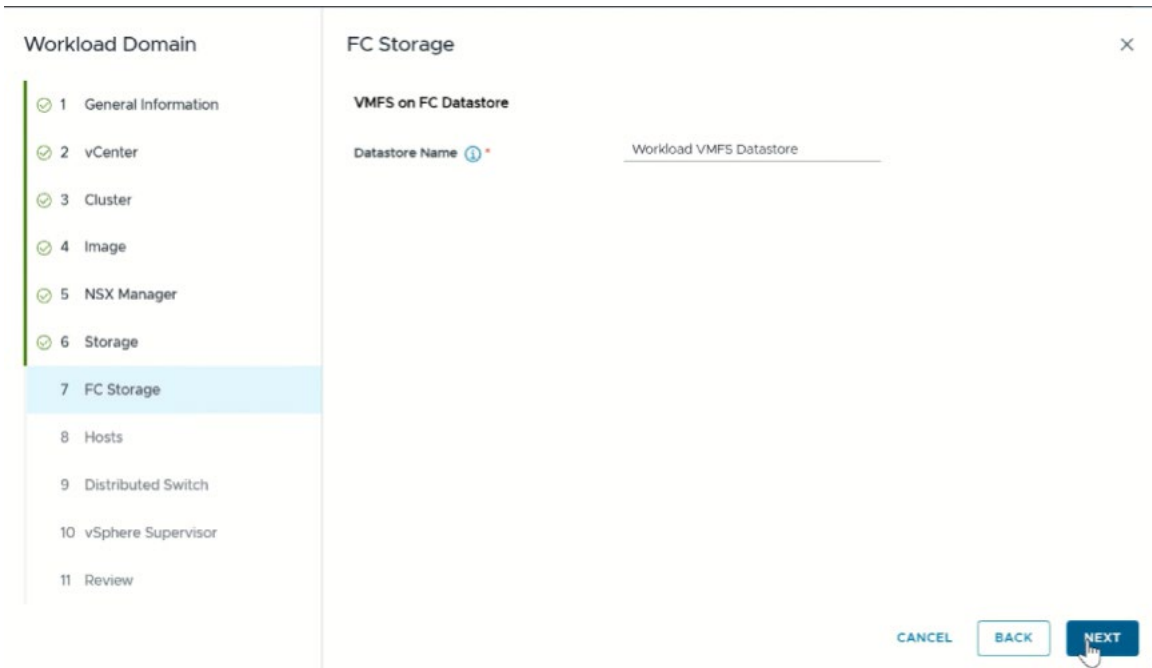 Workload Domain
1 General Information
2 vCenter
3 Cluster
4 Image
5 NSX Manager
6 Storage
7 FC Storage
8 Hosts
9 Distributed Switch
10 vSphere Supervisor
11 Review
FC Storage
VMFS on FC Datastore
Datastore Name * Workload VMFS Datastore
CANCEL BACK NEXT